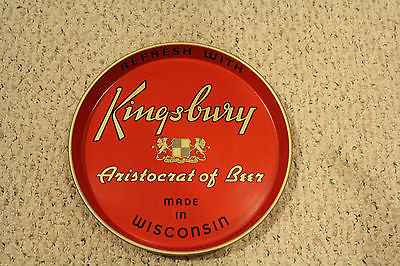 REFRESH WITH
Kingsbury
Aristocrat of Beer
MADE
IN
WISCONSIN